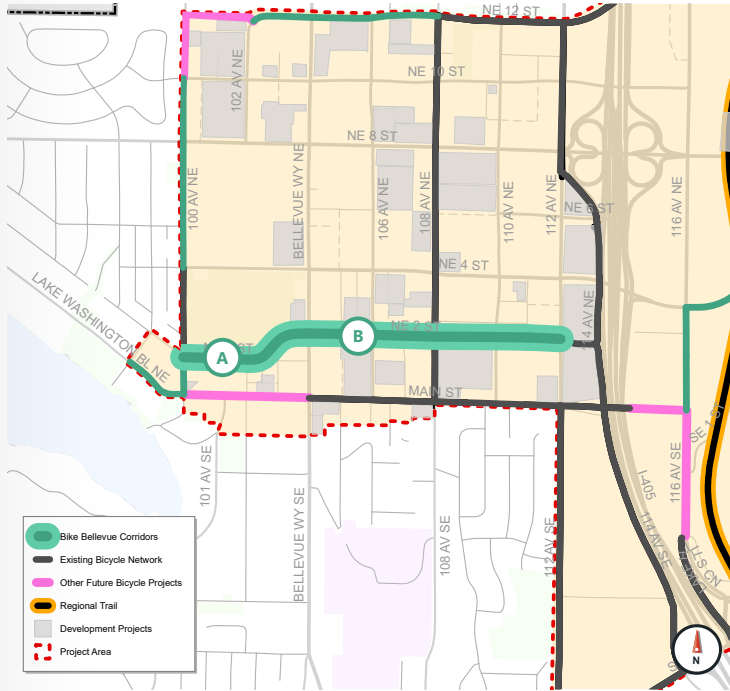 NE 12 ST
NE 10 ST
102 AV NE
NE 8 ST
BELLEVUE WY NE
100 AV NE
106 AV NE
108 AV NE
110 AV NE
112 AV NE
116 AV NE
NE 6 ST
NE 4 ST
LAKE WASHINGTON BL NE
A
B
NE 2 ST
114 AV NE
MAIN ST
SE 1 ST
101 AV SE
BELLEVUE WY SE
108 AV SE
112 AV SE
I-405
114 AV SE
116 AV SE
Bike Bellevue Corridors
Existing Bicycle Network
Other Future Bicycle Projects
Regional Trail
Development Projects
Project Area
N